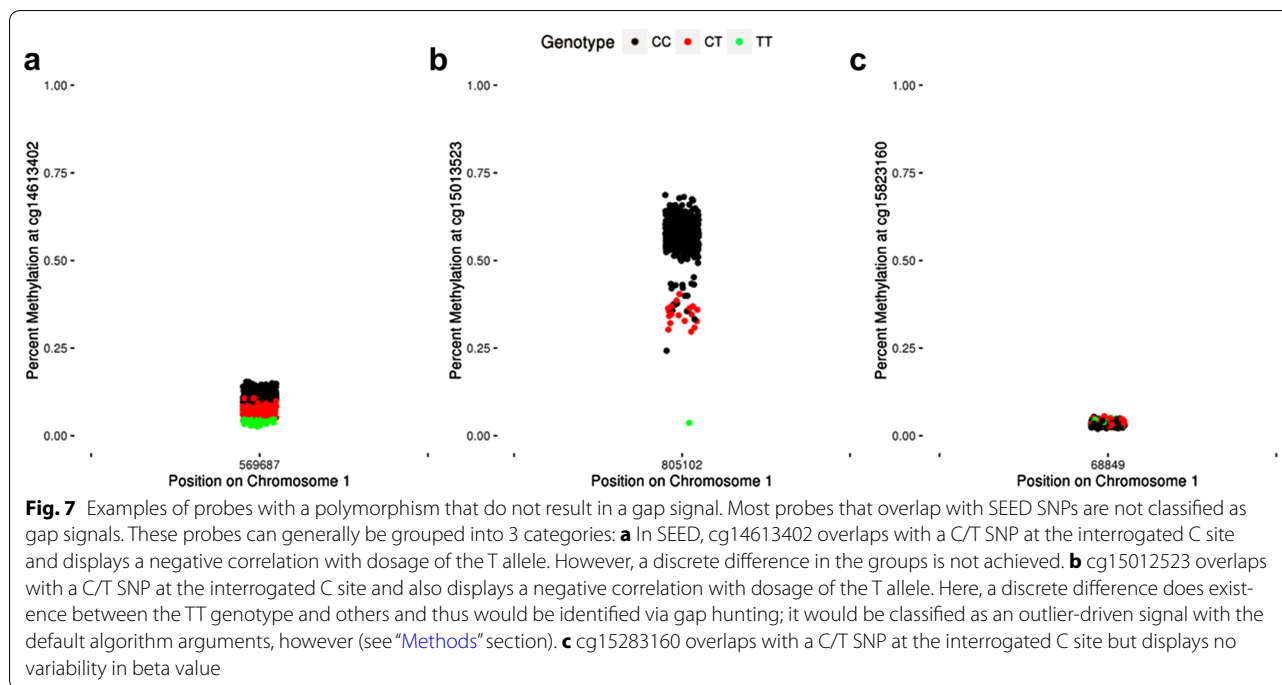 Genotype CC CT TT
a
b
c
1.00
0.75
0.50
0.25
0.00
Percent Methylation at cg14613402
569687
Position on Chromosome 1
1.00
0.75
0.50
0.25
0.00
Percent Methylation at cg15013523
805102
Position on Chromosome 1
1.00
0.75
0.50
0.25
0.00
Percent Methylation at cg15823160
68849
Position on Chromosome 1
Fig. 7 Examples of probes with a polymorphism that do not result in a gap signal. Most probes that overlap with SEED SNPs are not classified as
gap signals. These probes can generally be grouped into 3 categories: a In SEED, cg14613402 overlaps with a C/T SNP at the interrogated C site
and displays a negative correlation with dosage of the T allele. However, a discrete difference in the groups is not achieved. b cg15012523 overlaps
with a C/T SNP at the interrogated C site and also displays a negative correlation with dosage of the T allele. Here, a discrete difference does exist-
ence between the TT genotype and others and thus would be identified via gap hunting; it would be classified as an outlier-driven signal with the
default algorithm arguments, however (see “Methods” section). c cg15283160 overlaps with a C/T SNP at the interrogated C site but displays no
variability in beta value